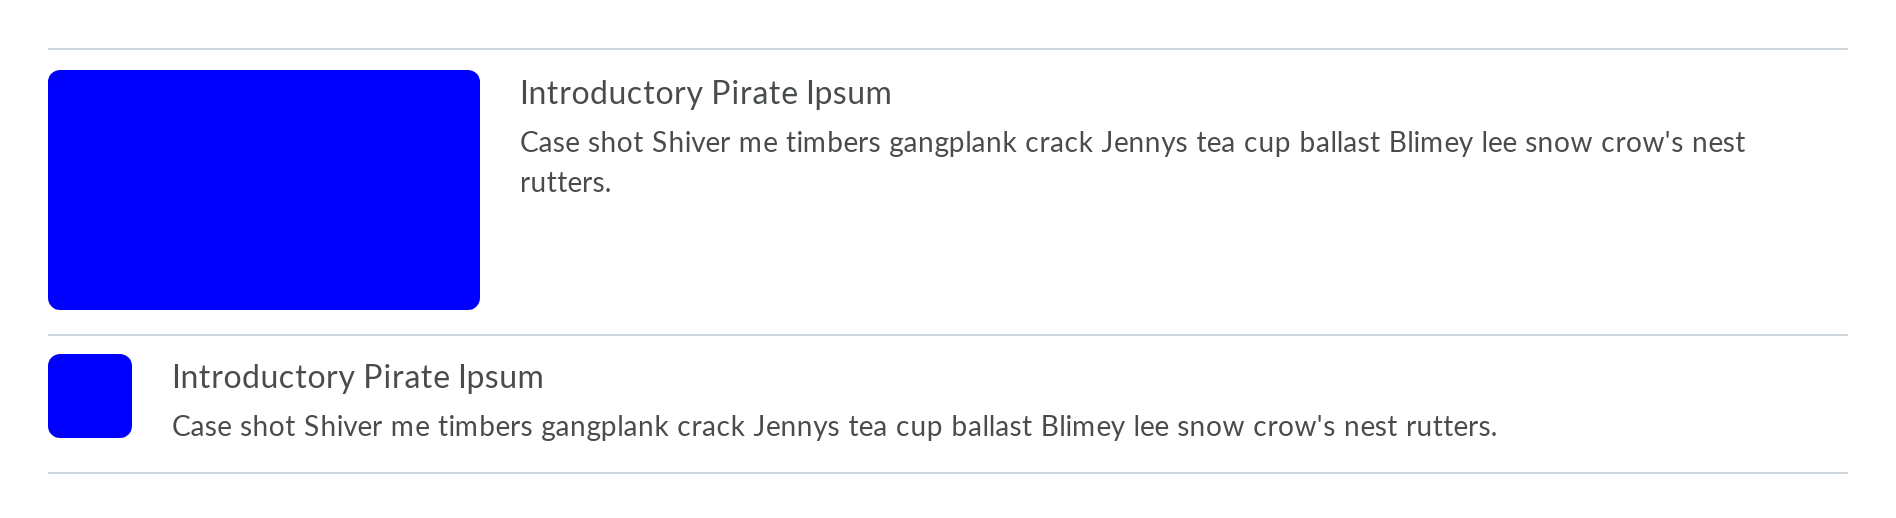 Introductory Pirate Ipsum
Case shot Shiver me timbers gangplank crack Jennys tea cup ballast Blimey lee snow crow's nest
rutters.
Introductory Pirate Ipsum
Case shot Shiver me timbers gangplank crack Jennys tea cup ballast Blimey lee snow crow's nest rutters.